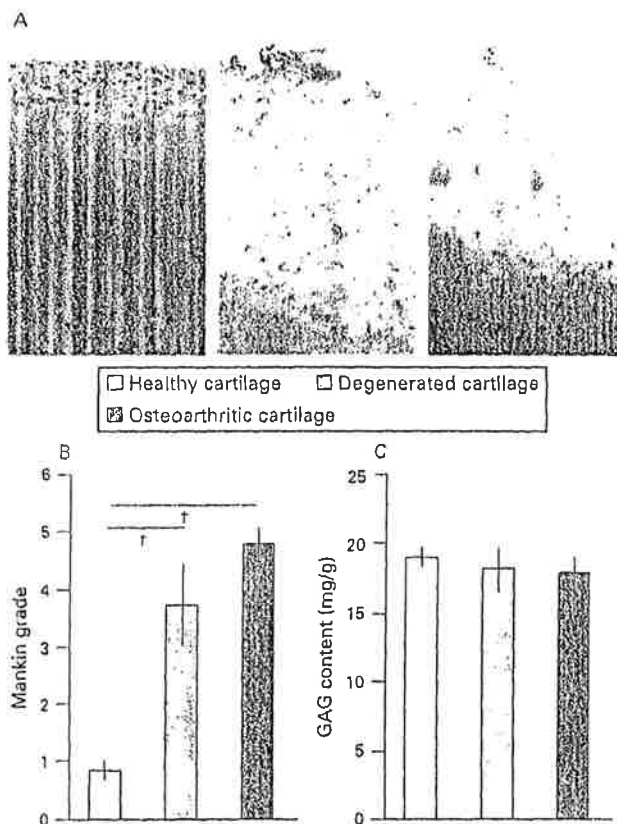 A
Healthy cartilage Degenerated cartilage
Osteoarthritic cartilage
B
6
5
4
3
2
1
0
Mankin grade
†
†
C
25
20
15
10
5
0
GAG content (mg/g)